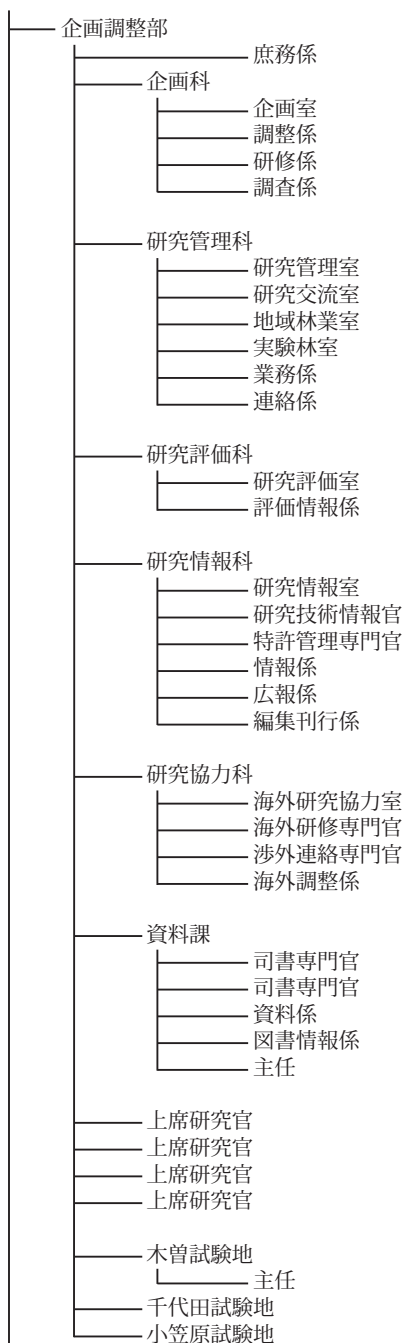 企画調整部
庶務係
企画科
企画室
調整係
研修係
調査係
研究管理科
研究管理室
研究交流室
地域林業室
実験林室
業務係
連絡係
研究評価科
研究評価室
評価情報係
研究情報科
研究情報室
研究技術情報官
特許管理専門官
情報係
広報係
編集刊行係
研究協力科
海外研究協力室
海外研修専門官
渉外連絡専門官
海外調整係
資料課
司書専門官
司書専門官
資料係
図書情報係
主任
上席研究官
上席研究官
上席研究官
上席研究官
木曽試験地
主任
千代田試験地
小笠原試験地